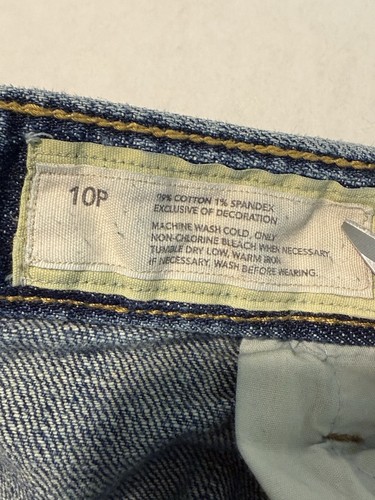 10P
99% COTTON 1% SPANDEX
EXCLUSIVE OF DECORATION
MACHINE WASH COLD, ONLY
NON-CHLORINE BLEACH WHEN NECESSARY,
TUMBLE DRY LOW, WARM IRON
IF NECESSARY, WASH BEFORE WEARING.